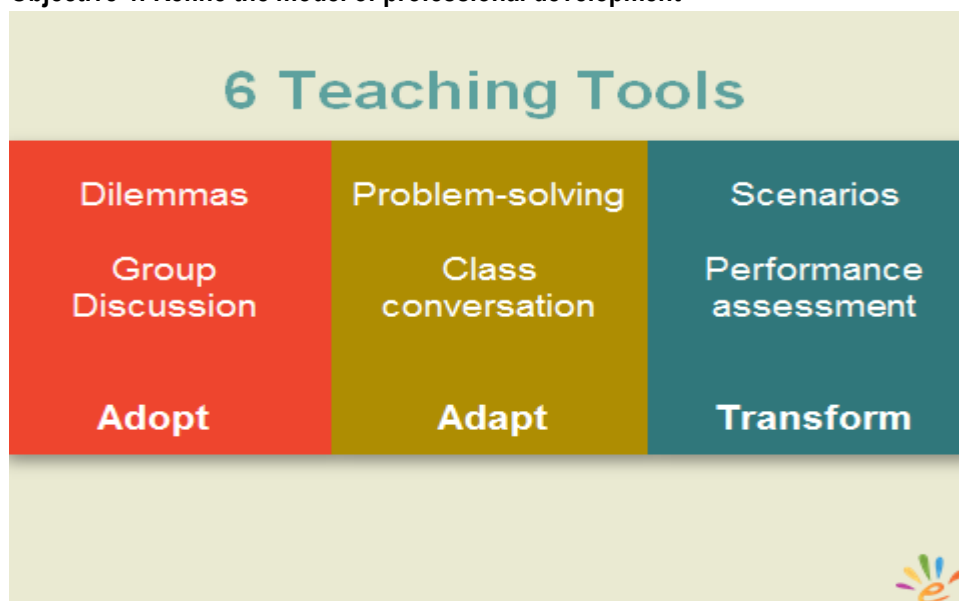 6 Teaching Tools
Dilemmas
Group
Discussion
Adopt
Problem-solving
Class
conversation
Adapt
Scenarios
Performance
assessment
Transform